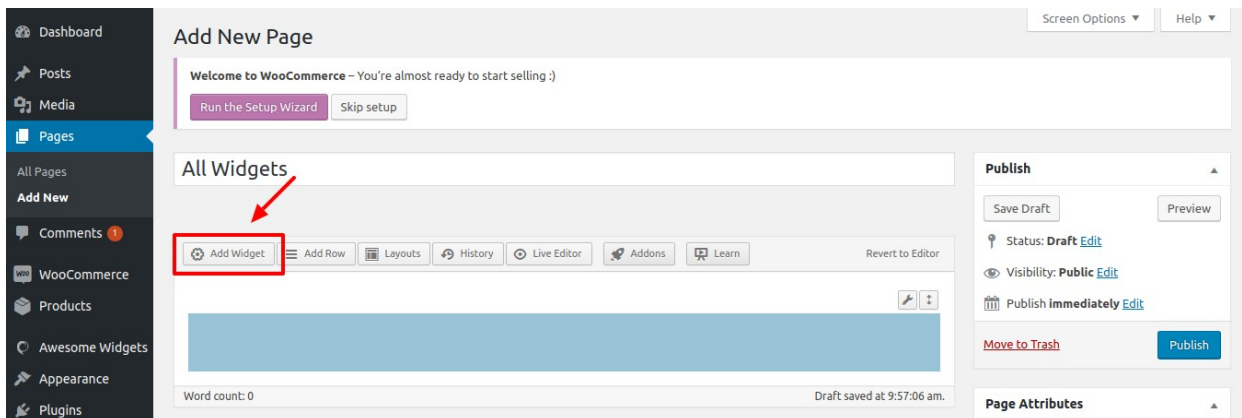 Screen Options ▼
Help ▼
Dashboard
Posts
Media
Pages
All Pages
Add New
Comments 1
WooCommerce
Products
Awesome Widgets
Appearance
Plugins
Add New Page
Welcome to WooCommerce – You're almost ready to start selling :)
Run the Setup Wizard
Skip setup
All Widgets
Add Widget
Add Row
Layouts
History
Live Editor
Addons
Learn
Revert to Editor
Word count: 0
Draft saved at 9:57:06 am.
Publish
Save Draft
Preview
Status: Draft Edit
Visibility: Public Edit
Publish immediately Edit
Move to Trash
Publish
Page Attributes